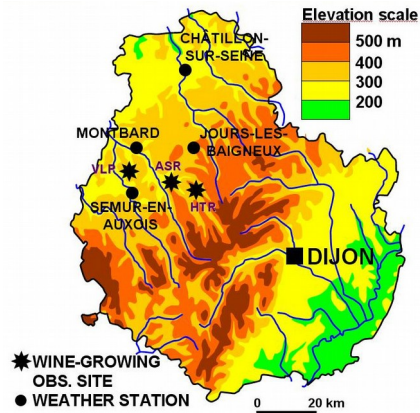 Elevation scale
500 m
400
300
200
CHÂTILLON-
SUR-SEINE
MONTBARD
JOURS-LES-
BAIGNEUX
VLP
ASR
HTR
SEMUR-EN-
AUXOIS
DIJON
WINE-GROWING
OBS. SITE
WEATHER STATION
0 20 km